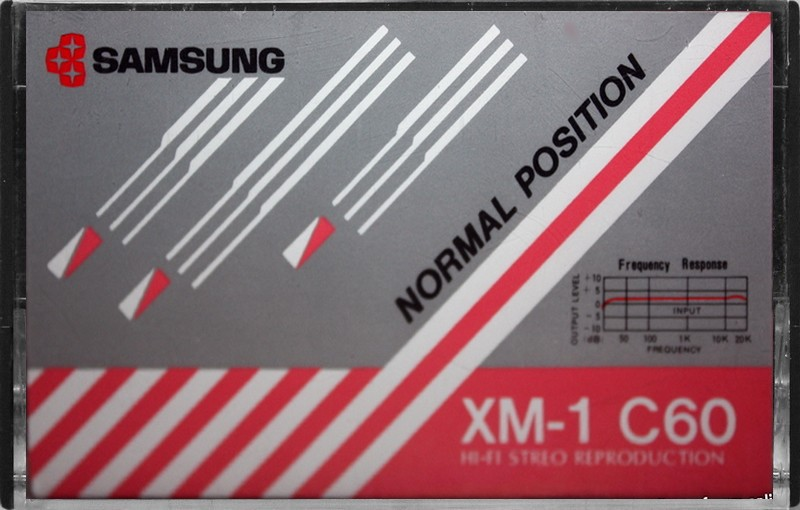 SAMSUNG
NORMAL POSITION
Frequency Response
OUTPUT LEVEL
+10
+5
0
-5
-10
INPUT
(dB)
50 100 1K 10K 20K
FREQUENCY
XM-1 C60
HI-FI STREO REPRODUCTION